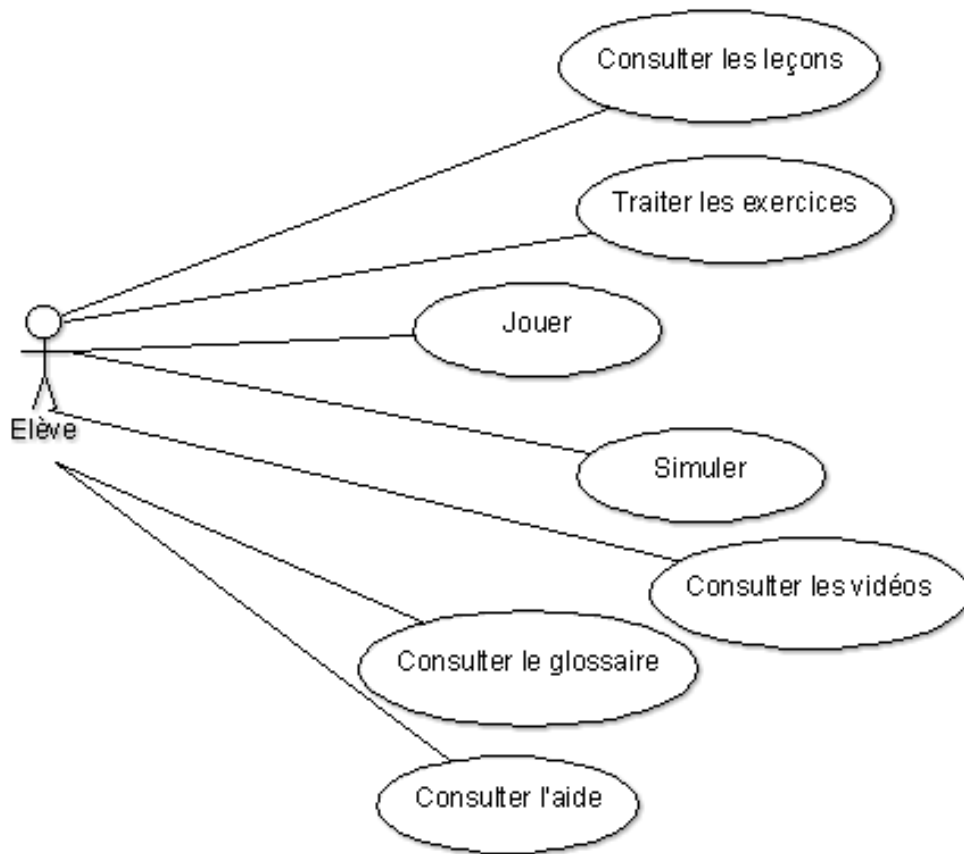 Consulter les leçons
Traiter les exercices
Jouer
Elève
Simuler
Consulter les vidéos
Consulter le glossaire
Consulter l'aide